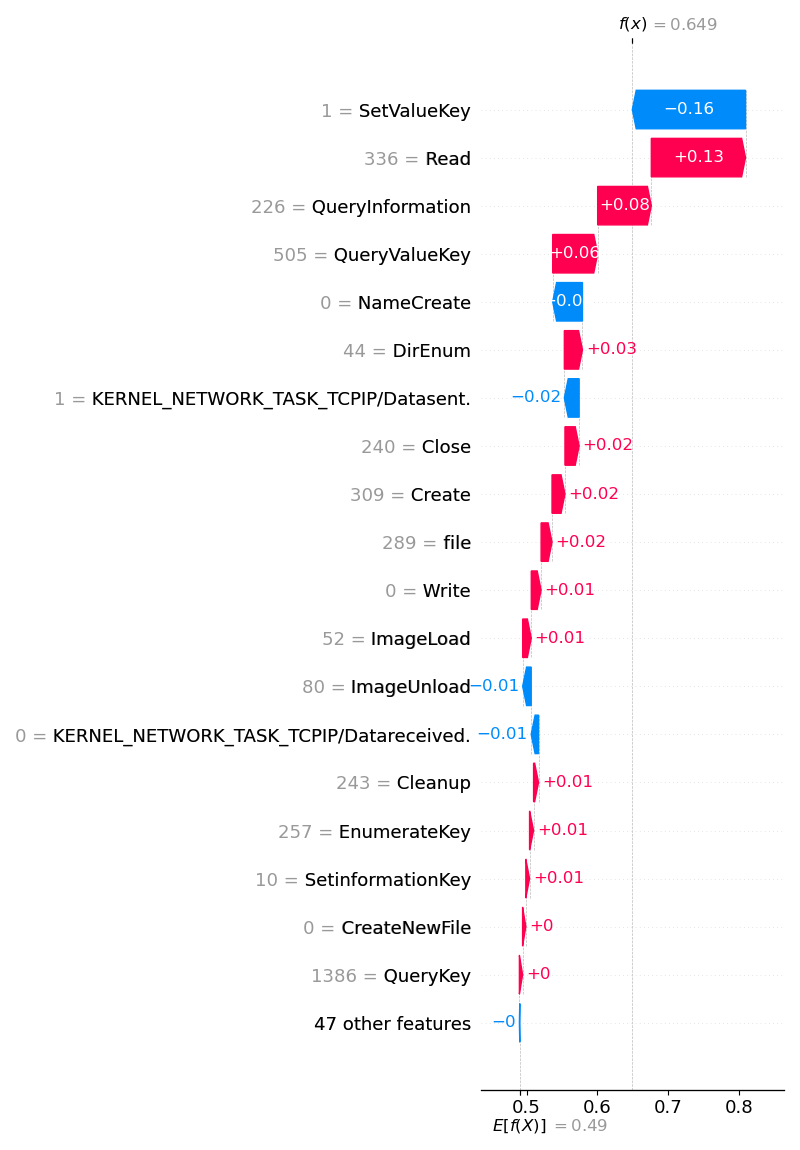 f(x) = 0.649
1 = SetValueKey −0.16
336 = Read +0.13
226 = QueryInformation +0.08
505 = QueryValueKey +0.06
0 = NameCreate −0.0
44 = DirEnum +0.03
1 = KERNEL_NETWORK_TASK_TCPIP/Datasent. −0.02
240 = Close +0.02
309 = Create +0.02
289 = file +0.02
0 = Write +0.01
52 = ImageLoad +0.01
80 = ImageUnload −0.01
0 = KERNEL_NETWORK_TASK_TCPIP/Datareceived. −0.01
243 = Cleanup +0.01
257 = EnumerateKey +0.01
10 = SetinformationKey +0.01
0 = CreateNewFile +0
1386 = QueryKey +0
47 other features −0
0.5 0.6 0.7 0.8
E[f(X)] = 0.49